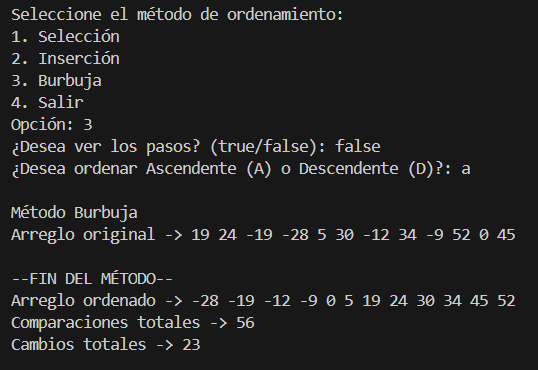 Seleccione el método de ordenamiento:
1. Selección
2. Inserción
3. Burbuja
4. Salir
Opción: 3
¿Desea ver los pasos? (true/false): false
¿Desea ordenar Ascendente (A) o Descendente (D)?: a
Método Burbuja
Arreglo original -> 19 24 -19 -28 5 30 -12 34 -9 52 0 45
--FIN DEL MÉTODO--
Arreglo ordenado -> -28 -19 -12 -9 0 5 19 24 30 34 45 52
Comparaciones totales -> 56
Cambios totales -> 23